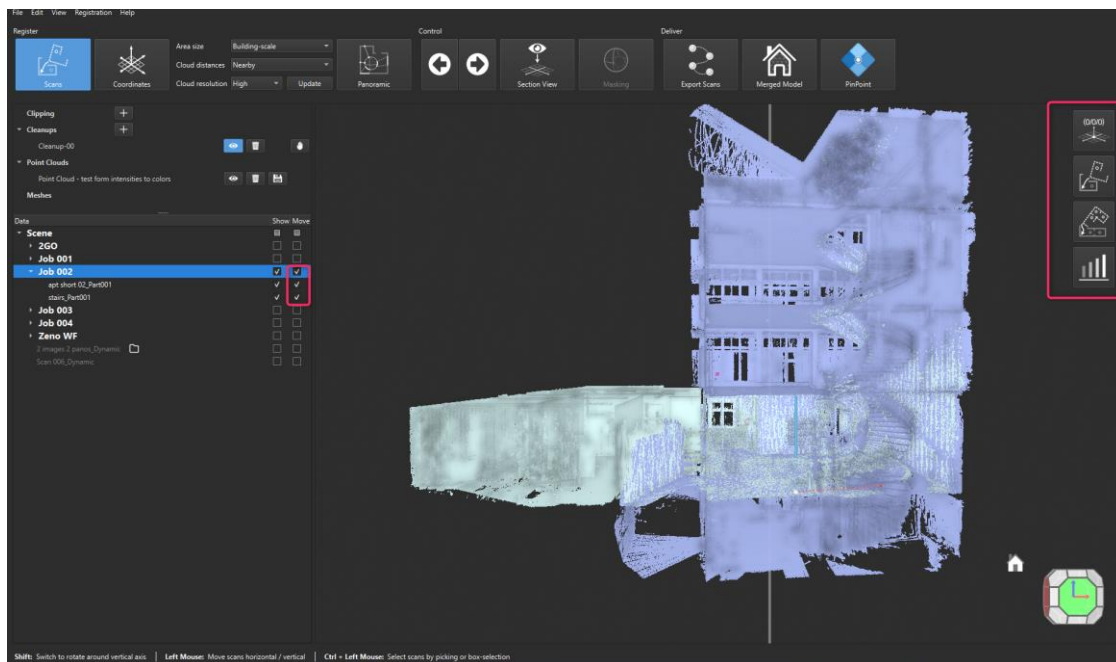 File Edit View Registration Help
Register Control Deliver
Area size Building-scale
Cloud distances Nearby
Cloud resolution High Update
Scans Coordinates Panoramic Section View Masking Export Scans Merged Model PinPoint
Clipping
Cleanups
Cleanup-00
Point Clouds
Point Cloud - test form intensities to colors
Meshes
Data Show Move
Scene
2GO
Job 001
Job 002
apt short 02_Part001
stairs_Part001
Job 003
Job 004
Zeno WF
2 images 2 panos_Dynamic
Scan 006_Dynamic
(0/0/0)
Shift: Switch to rotate around vertical axis Left Mouse: Move scans horizontal / vertical Ctrl + Left Mouse: Select scans by picking or box-selection